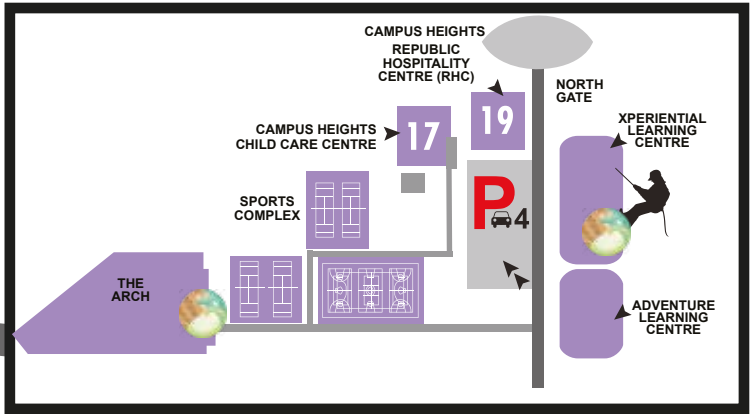 CAMPUS HEIGHTS
REPUBLIC
HOSPITALITY
CENTRE (RHC)
NORTH
GATE
19
XPERIENTIAL
LEARNING
CENTRE
CAMPUS HEIGHTS
CHILD CARE CENTRE
17
SPORTS
COMPLEX
P4
THE
ARCH
ADVENTURE
LEARNING
CENTRE